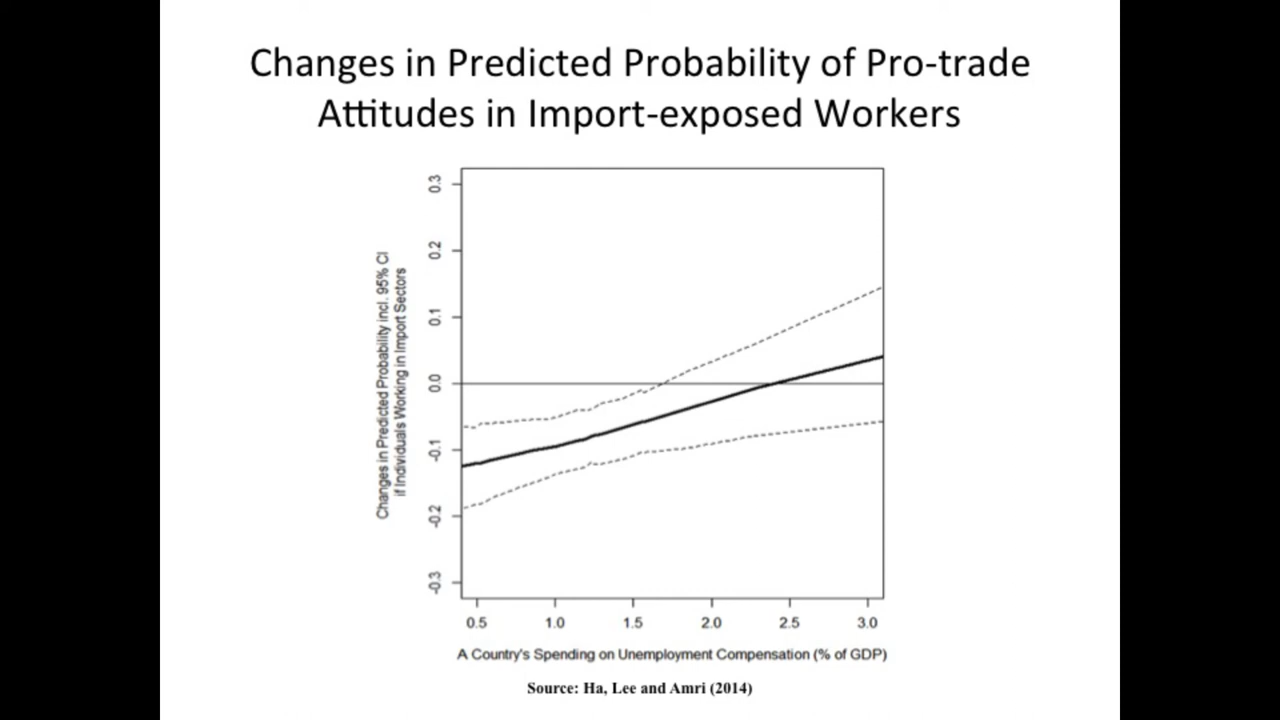 Changes in Predicted Probability of Pro-trade
Attitudes in Import-exposed Workers
Changes in Predicted Probability incl. 95% CI
if Individuals Working in Import Sectors
0.3
0.2
0.1
0.0
-0.1
-0.2
-0.3
0.5 1.0 1.5 2.0 2.5 3.0
A Country's Spending on Unemployment Compensation (% of GDP)
Source: Ha, Lee and Amri (2014)